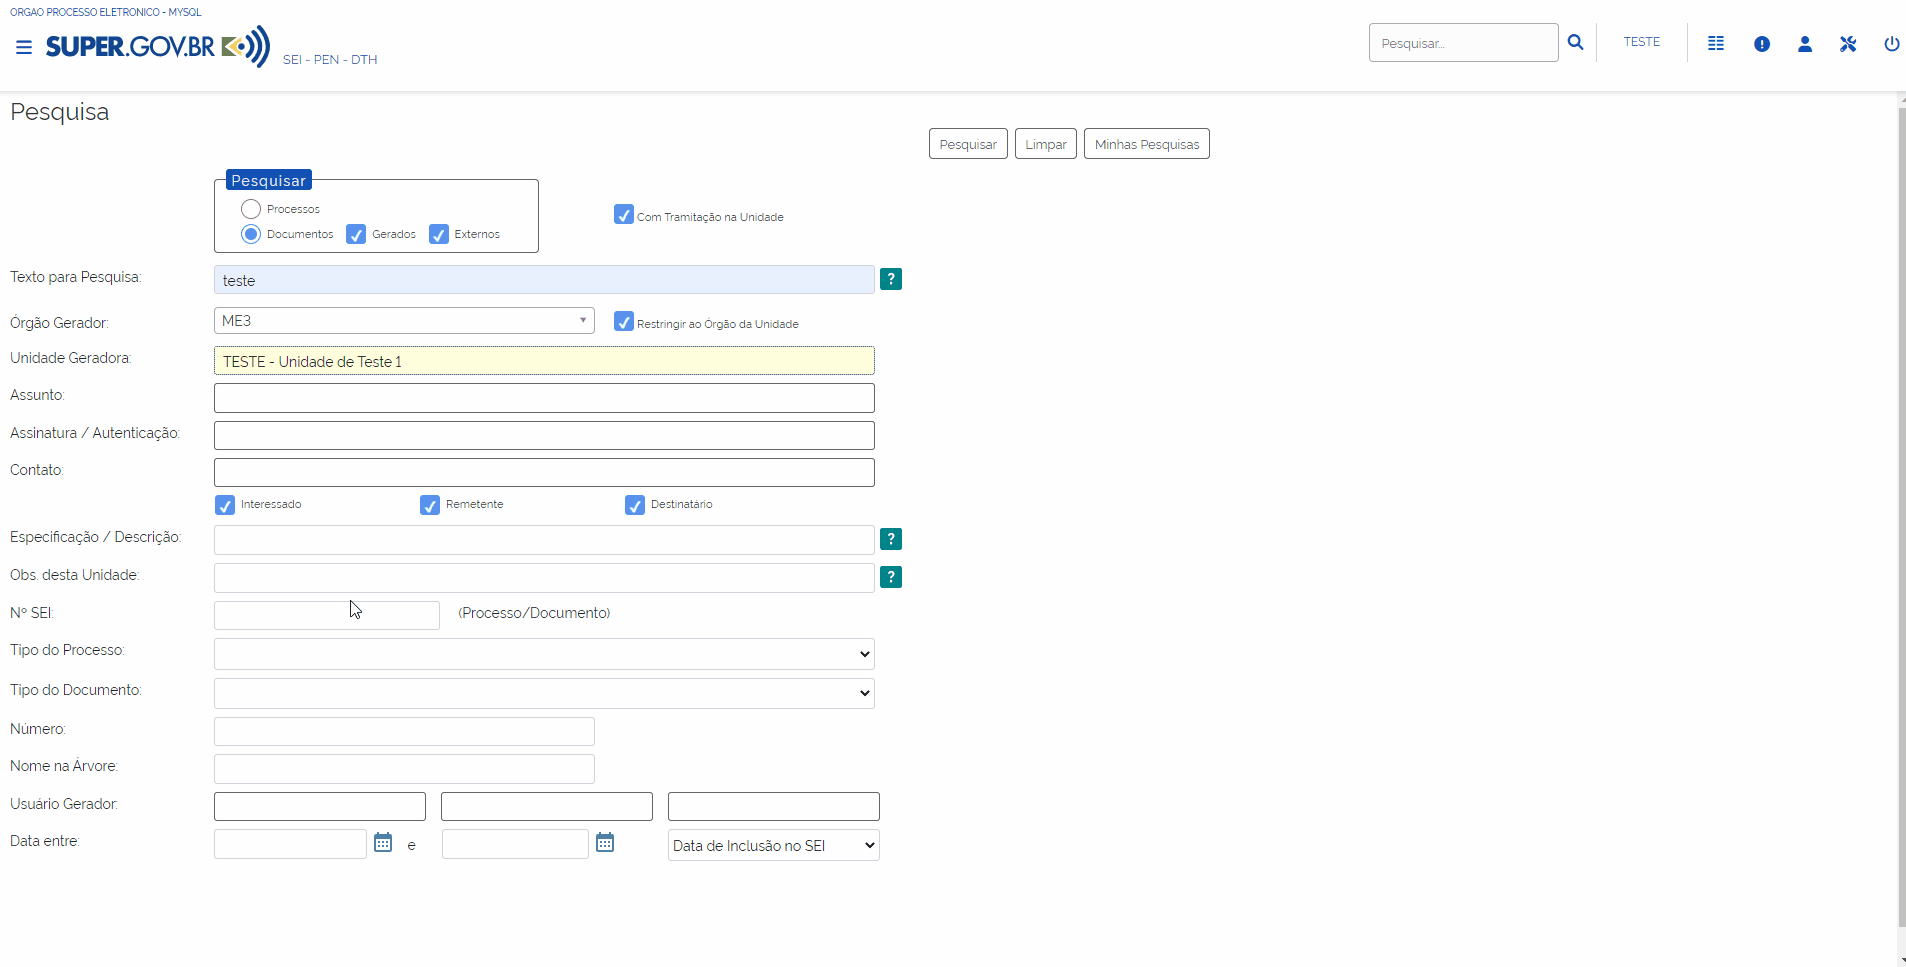 ORGAO PROCESSO ELETRONICO - MYSQL
SUPER.GOV.BR
SEI - PEN - DTH
Pesquisar...
TESTE
Pesquisa
Pesquisar
Limpar
Minhas Pesquisas
Pesquisar
Processos
Documentos
Gerados
Externos
Com Tramitação na Unidade
Texto para Pesquisa:
teste
?
Órgão Gerador:
ME3
Restringir ao Órgão da Unidade
Unidade Geradora:
TESTE - Unidade de Teste 1
Assunto:
Assinatura / Autenticação:
Contato:
Interessado
Remetente
Destinatário
Especificação / Descrição:
?
Obs. desta Unidade:
?
Nº SEI:
(Processo/Documento)
Tipo do Processo:
Tipo do Documento:
Número:
Nome na Árvore:
Usuário Gerador:
Data entre:
e
Data de Inclusão no SEI